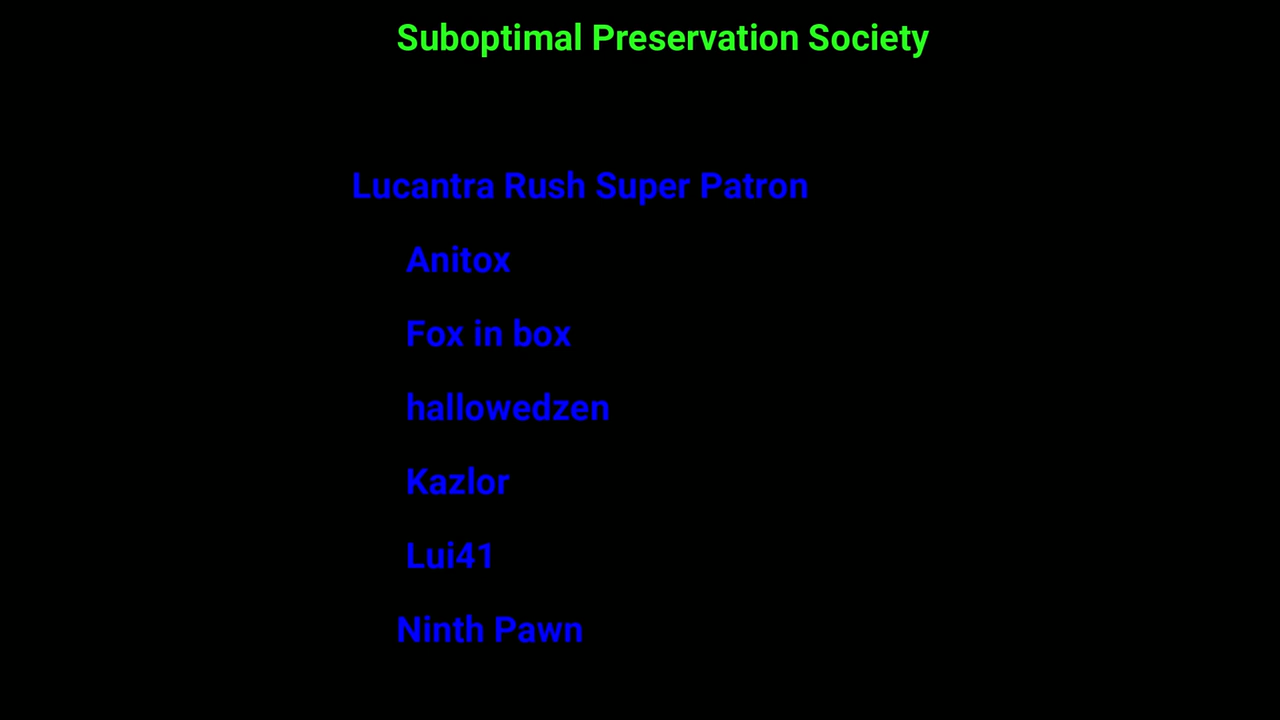 Suboptimal Preservation Society
Lucantra Rush Super Patron
Anitox
Fox in box
hallowedzen
Kazlor
Lui41
Ninth Pawn